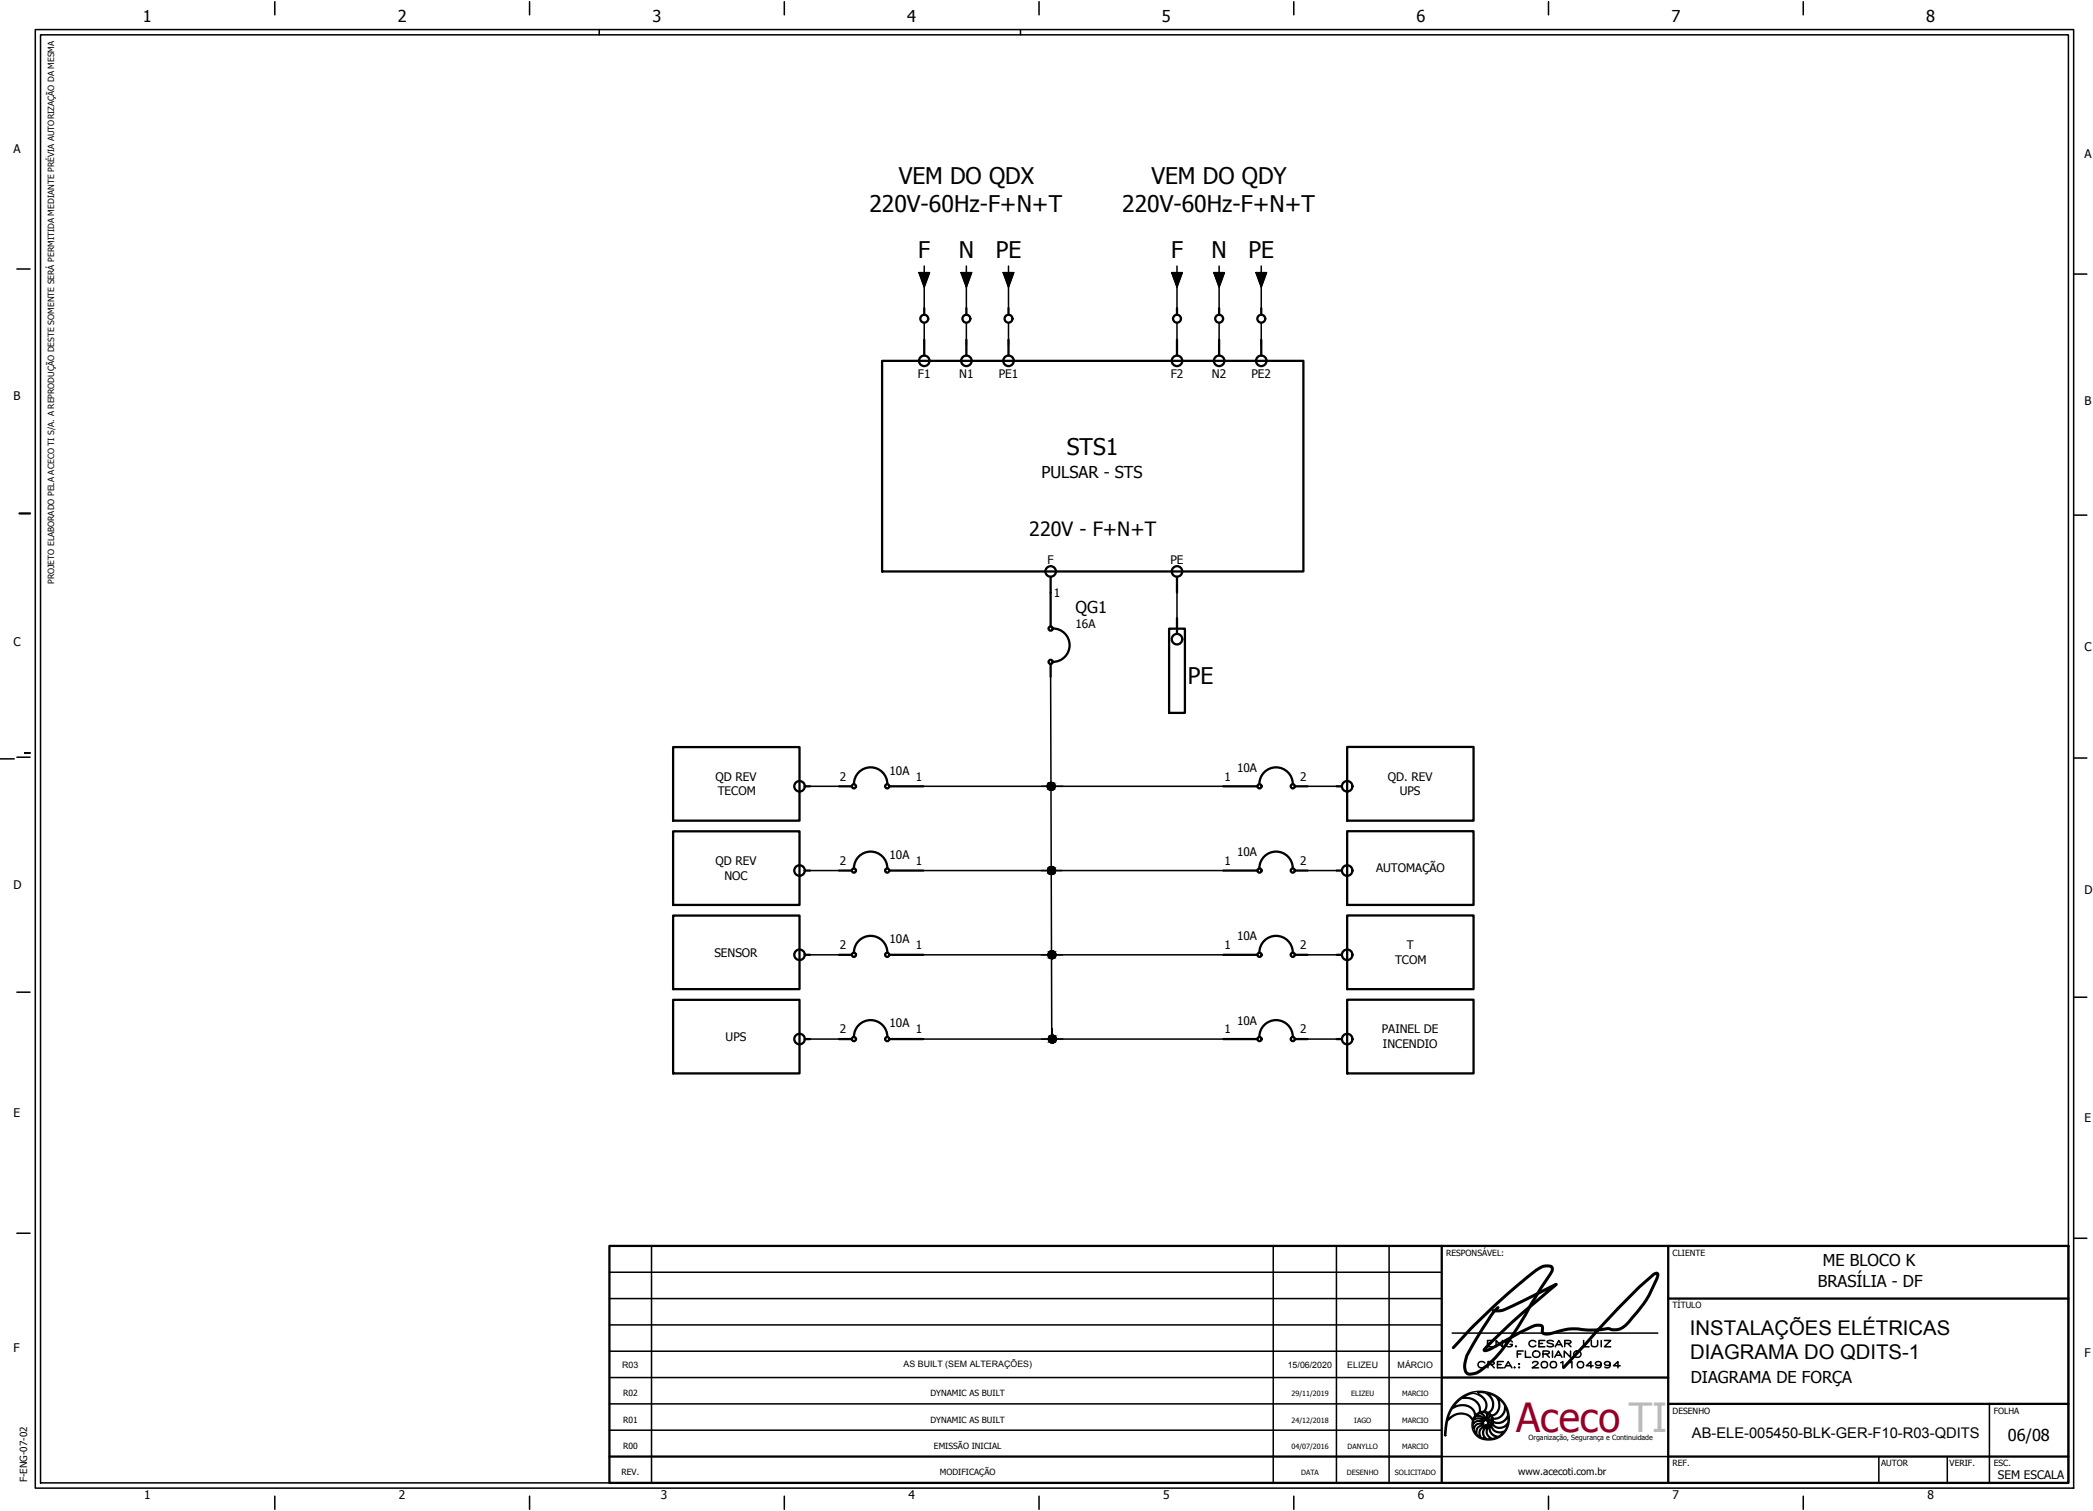 1 2 3 4 5 6 7 8
PROJETO ELABORADO PELA ACECO TI S/A. A REPRODUÇÃO DESTE SOMENTE SERÁ PERMITIDA MEDIANTE PRÉVIA AUTORIZAÇÃO DA MESMA
A
A
B
B
C
C
D
D
E
E
F
F
F-ENG-07-02
VEM DO QDX
220V-60Hz-F+N+T
VEM DO QDY
220V-60Hz-F+N+T
F N PE
F N PE
F1 N1 PE1
F2 N2 PE2
STS1
PULSAR - STS
220V - F+N+T
F
PE
1
QG1
16A
PE
QD REV
TECOM
2 10A 1
1 10A 2
QD. REV
UPS
QD REV
NOC
2 10A 1
1 10A 2
AUTOMAÇÃO
SENSOR
2 10A 1
1 10A 2
T
TCOM
UPS
2 10A 1
1 10A 2
PAINEL DE
INCENDIO
R03 AS BUILT (SEM ALTERAÇÕES) 15/06/2020 ELIZEU MÁRCIO
R02 DYNAMIC AS BUILT 29/11/2019 ELIZEU MARCIO
R01 DYNAMIC AS BUILT 24/12/2018 IAGO MARCIO
R00 EMISSÃO INICIAL 04/07/2016 DANYLLO MARCIO
REV. MODIFICAÇÃO DATA DESENHO SOLICITADO
RESPONSÁVEL:
ENG. CESAR LUIZ
FLORIANO
CREA.: 2001104994
Aceco TI
Organização, Segurança e Continuidade
www.acecoti.com.br
CLIENTE
ME BLOCO K
BRASÍLIA - DF
TÍTULO
INSTALAÇÕES ELÉTRICAS
DIAGRAMA DO QDITS-1
DIAGRAMA DE FORÇA
DESENHO
AB-ELE-005450-BLK-GER-F10-R03-QDITS
FOLHA
06/08
REF.
AUTOR
VERIF.
ESC.
SEM ESCALA
1 2 3 4 5 6 7 8